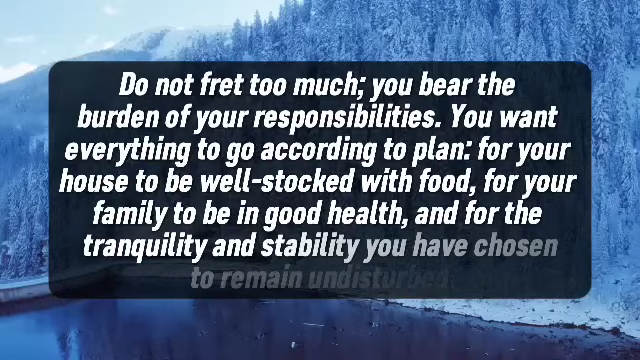 Do not fret too much; you bear the
burden of your responsibilities. You want
everything to go according to plan: for your
house to be well-stocked with food, for your
family to be in good health, and for the
tranquility and stability you have chosen
to remain undisturbed.